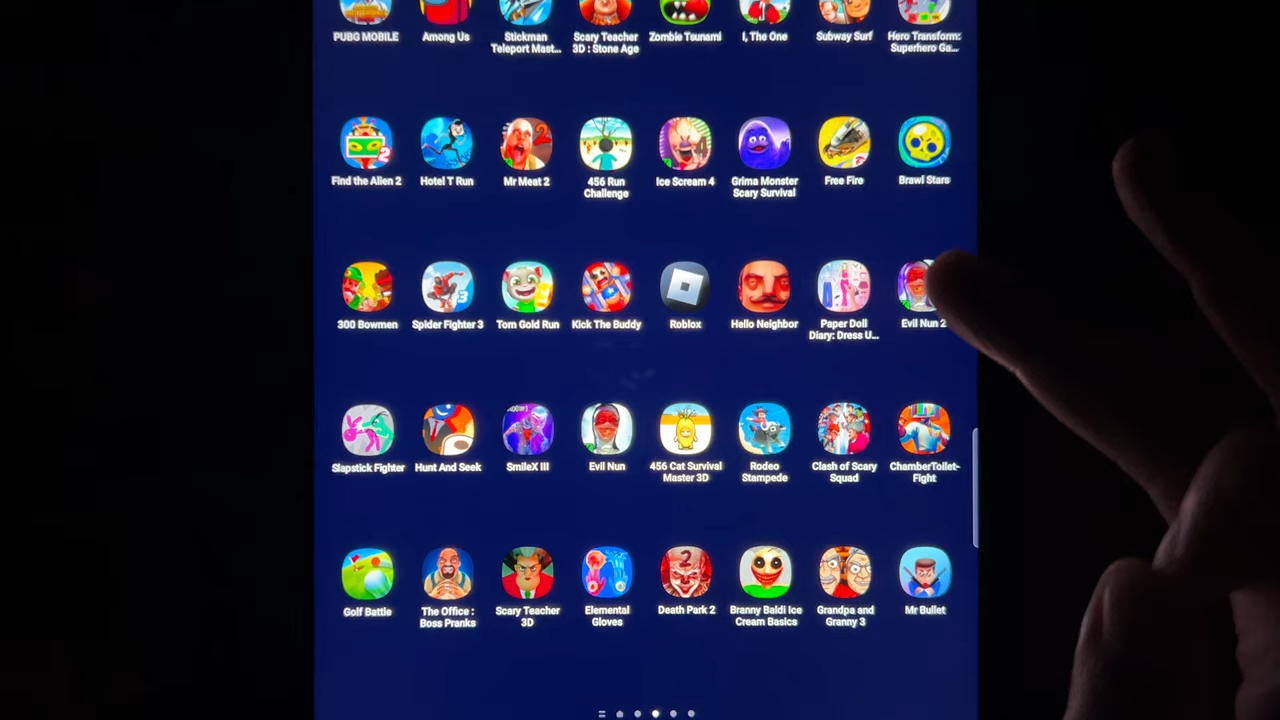 PUBG MOBILE
Among Us
Stickman
Teleport Mast...
Scary Teacher
3D : Stone Age
Zombie Tsunami
I, The One
Subway Surf
Hero Transform:
Superhero Ga...
Find the Alien 2
Hotel T Run
Mr Meat 2
456 Run
Challenge
Ice Scream 4
Grima Monster
Scary Survival
Free Fire
Brawl Stars
300 Bowmen
Spider Fighter 3
Tom Gold Run
Kick The Buddy
Roblox
Hello Neighbor
Paper Doll
Diary: Dress U...
Evil Nun 2
Slapstick Fighter
Hunt And Seek
SmileX III
Evil Nun
456 Cat Survival
Master 3D
Rodeo
Stampede
Clash of Scary
Squad
ChamberToilet-
Fight
Golf Battle
The Office :
Boss Pranks
Scary Teacher
3D
Elemental
Gloves
2
Death Park 2
Branny Baldi Ice
Cream Basics
Grandpa and
Granny 3
Mr Bullet